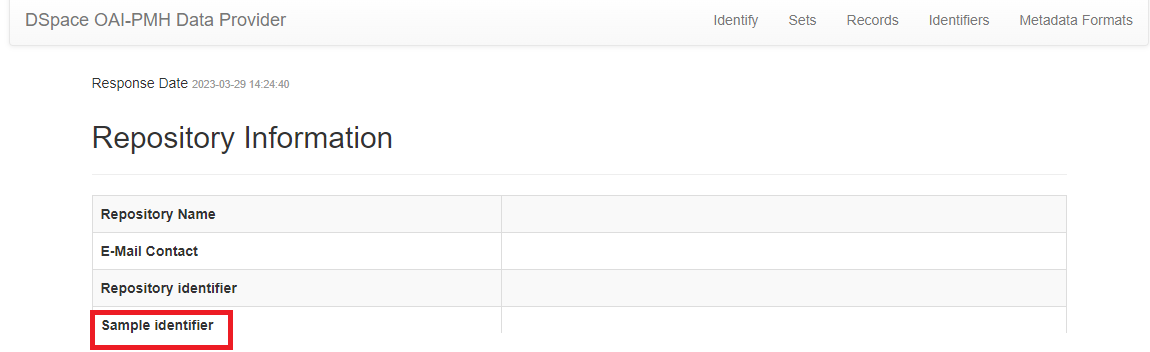 DSpace OAI-PMH Data Provider Identify Sets Records Identifiers Metadata Formats
Response Date 2023-03-29 14:24:40
Repository Information
Repository Name
E-Mail Contact
Repository identifier
Sample identifier